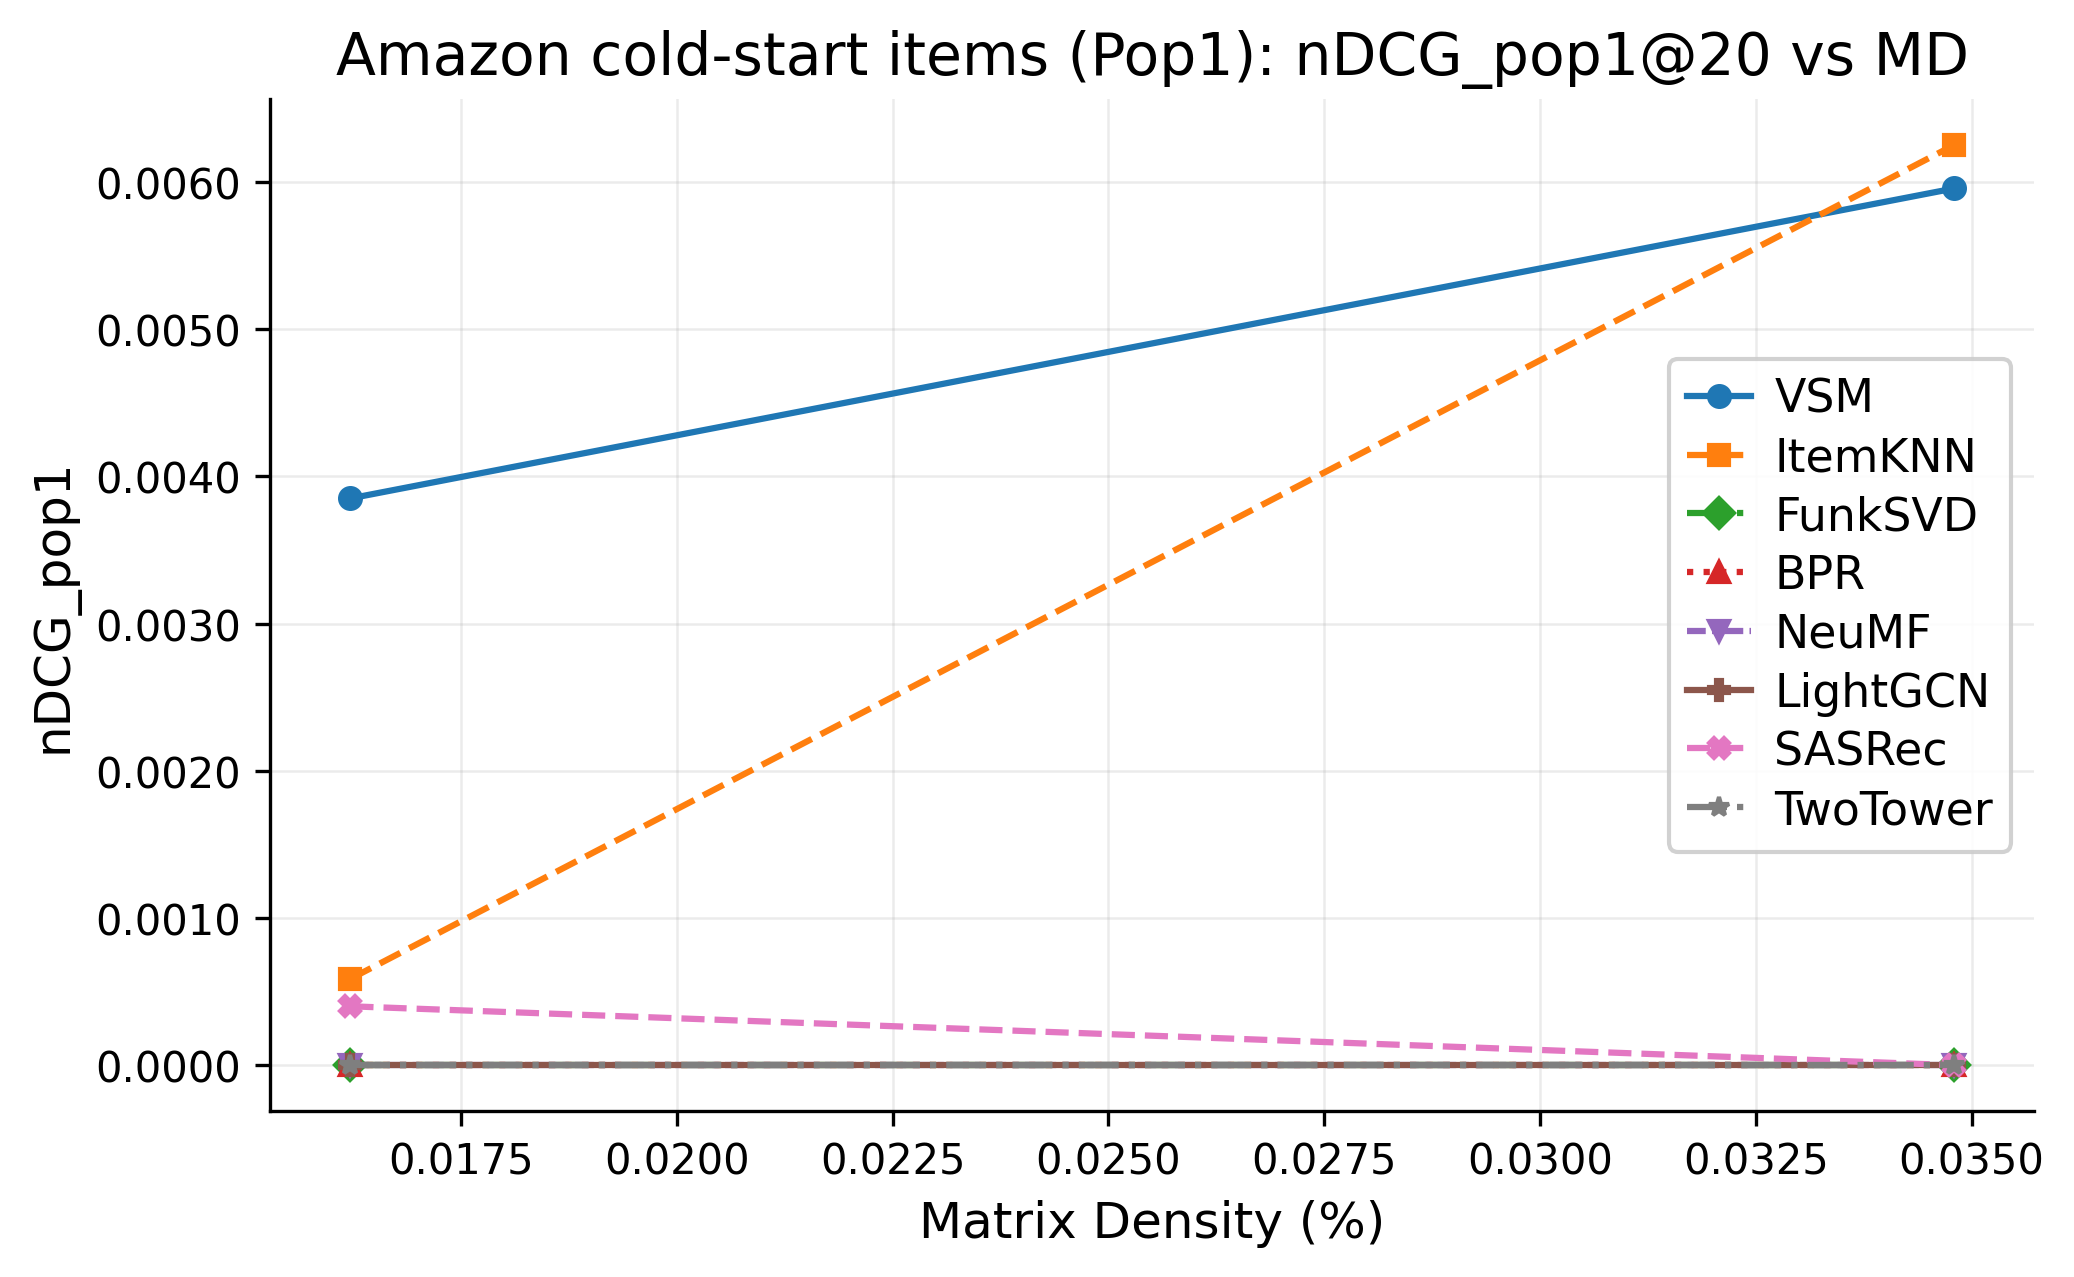 Amazon cold-start items (Pop1): nDCG_pop1@20 vs MD
nDCG_pop1
0.0060
0.0050
0.0040
0.0030
0.0020
0.0010
0.0000
VSM
ItemKNN
FunkSVD
BPR
NeuMF
LightGCN
SASRec
TwoTower
0.0175 0.0200 0.0225 0.0250 0.0275 0.0300 0.0325 0.0350
Matrix Density (%)